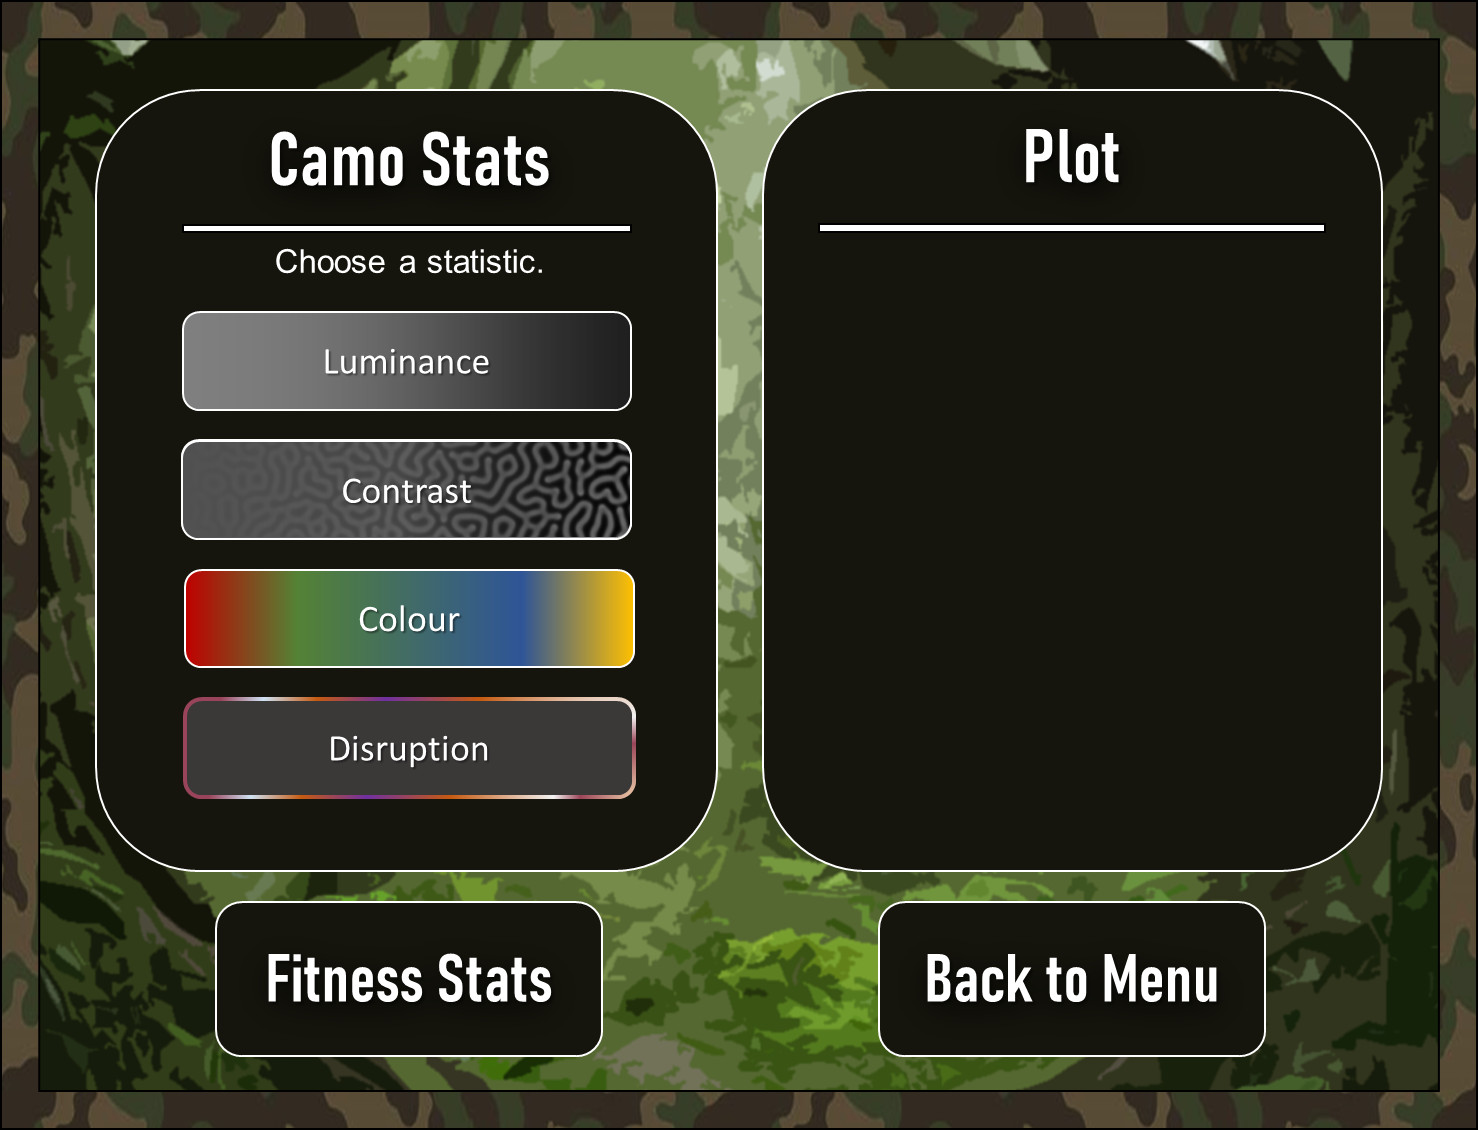 Camo Stats
Choose a statistic.
Luminance
Contrast
Colour
Disruption
Plot
Fitness Stats
Back to Menu